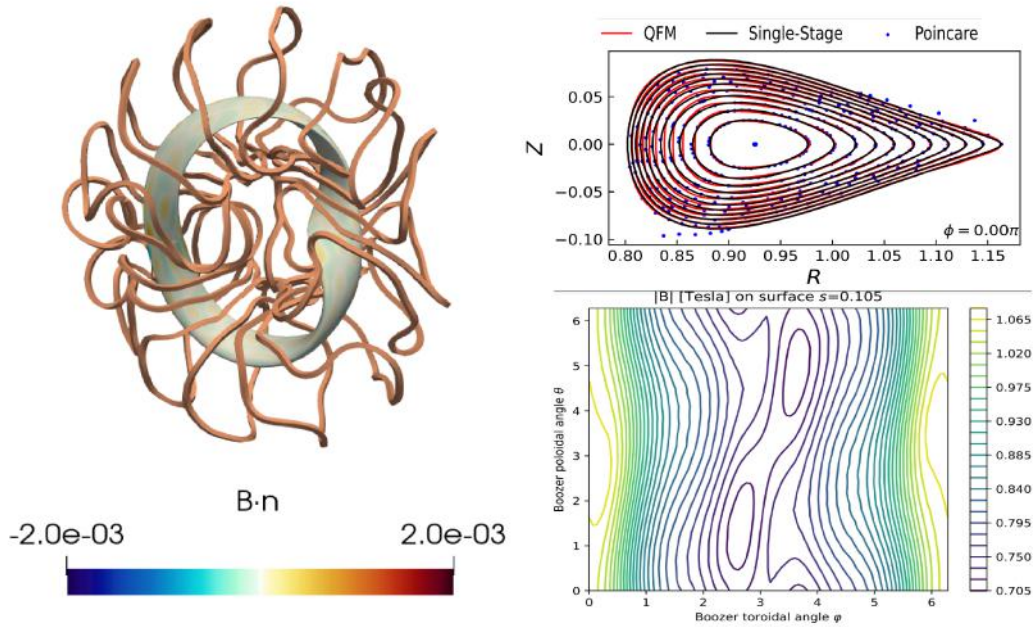 QFM Single-Stage Poincare
0.05
0.00
-0.05
-0.10
Z
0.80 0.85 0.90 0.95 1.00 1.05 1.10 1.15
R
ϕ = 0.00π
|B| [Tesla] on surface s=0.105
6
5
4
3
2
1
0
Boozer poloidal angle θ
0 1 2 3 4 5 6
Boozer toroidal angle φ
1.065
1.020
0.975
0.930
0.885
0.840
0.795
0.750
0.705
B·n
-2.0e-03 2.0e-03